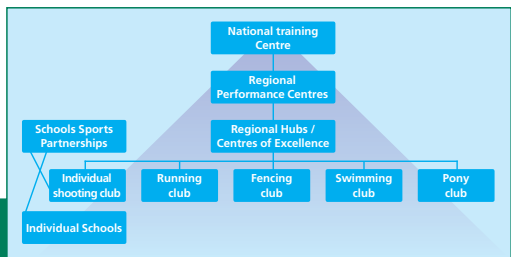 National training
Centre
Regional
Performance Centres
Schools Sports
Partnerships
Regional Hubs /
Centres of Excellence
Individual
shooting club
Running
club
Fencing
club
Swimming
club
Pony
club
Individual Schools